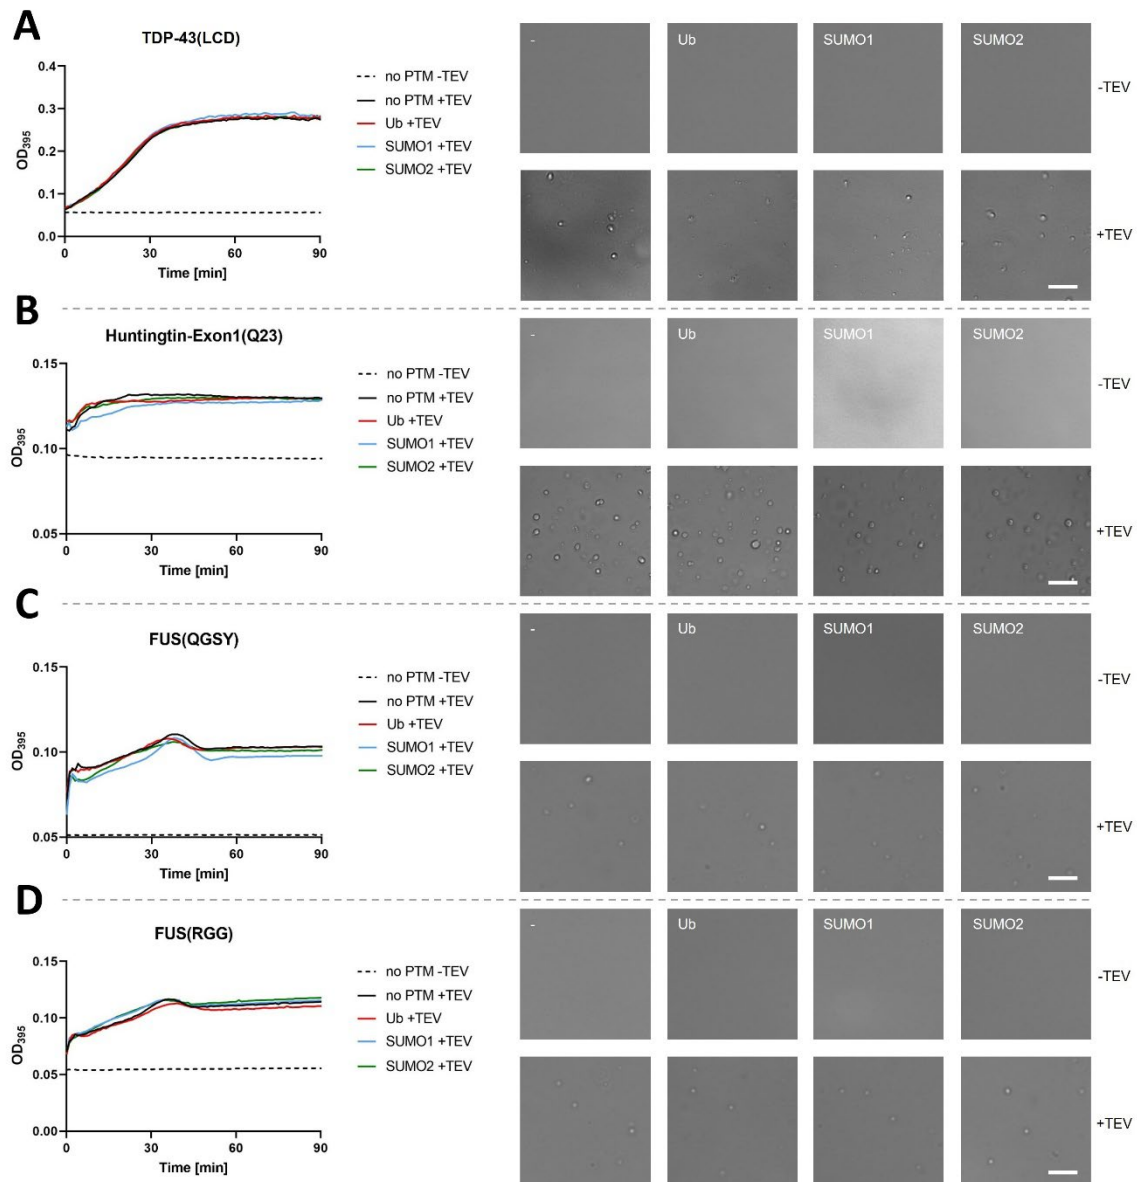 A
TDP-43(LCD)
OD395
0.4
0.3
0.2
0.1
0.0
0 30 60 90
Time [min]
no PTM -TEV
no PTM +TEV
Ub +TEV
SUMO1 +TEV
SUMO2 +TEV
- Ub SUMO1 SUMO2
-TEV
+TEV
B
Huntingtin-Exon1(Q23)
OD395
0.15
0.10
0.05
0 30 60 90
Time [min]
no PTM -TEV
no PTM +TEV
Ub +TEV
SUMO1 +TEV
SUMO2 +TEV
- Ub SUMO1 SUMO2
-TEV
+TEV
C
FUS(QGSY)
OD395
0.15
0.10
0.05
0 30 60 90
Time [min]
no PTM -TEV
no PTM +TEV
Ub +TEV
SUMO1 +TEV
SUMO2 +TEV
- Ub SUMO1 SUMO2
-TEV
+TEV
D
FUS(RGG)
OD395
0.15
0.10
0.05
0.00
0 30 60 90
Time [min]
no PTM -TEV
no PTM +TEV
Ub +TEV
SUMO1 +TEV
SUMO2 +TEV
- Ub SUMO1 SUMO2
-TEV
+TEV